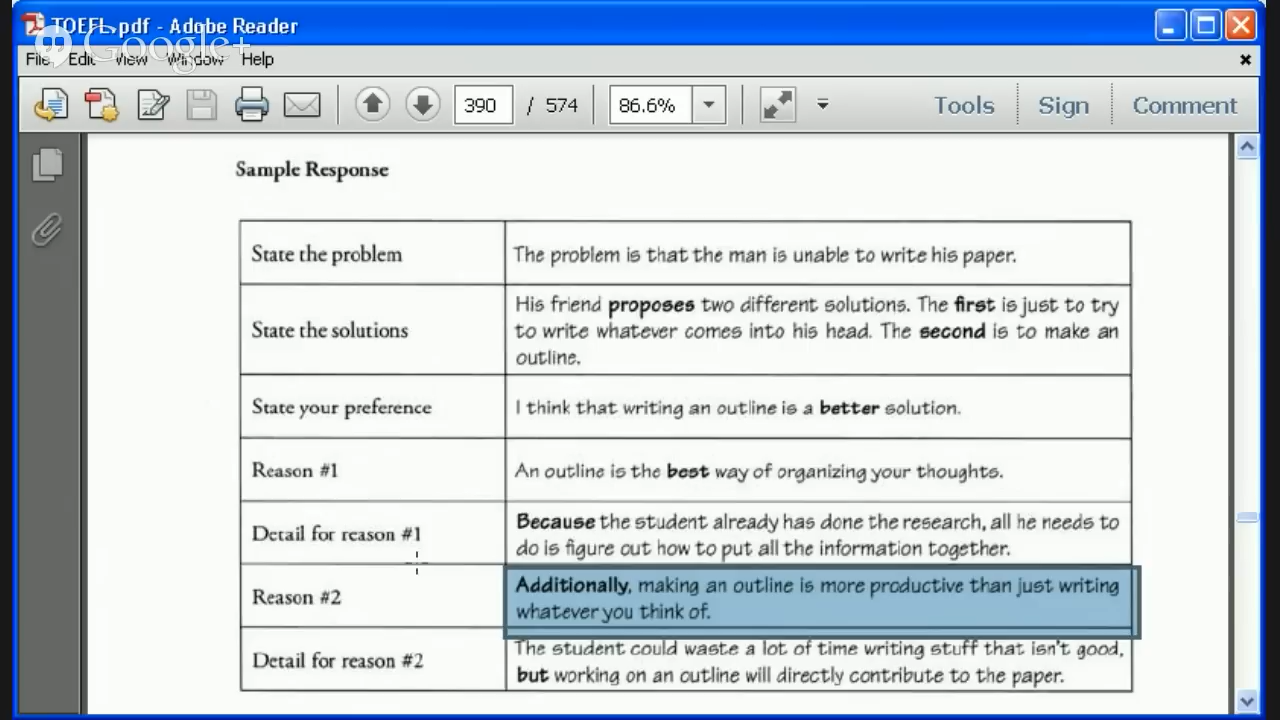 TOEFL.pdf - Adobe Reader
Google+
File Edit View Window Help
390 / 574 86.6% Tools Sign Comment
Sample Response
State the problem
The problem is that the man is unable to write his paper.
State the solutions
His friend proposes two different solutions. The first is just to try
to write whatever comes into his head. The second is to make an
outline.
State your preference
I think that writing an outline is a better solution.
Reason #1
An outline is the best way of organizing your thoughts.
Detail for reason #1
Because the student already has done the research, all he needs to
do is figure out how to put all the information together.
Reason #2
Additionally, making an outline is more productive than just writing
whatever you think of.
Detail for reason #2
The student could waste a lot of time writing stuff that isn't good,
but working on an outline will directly contribute to the paper.